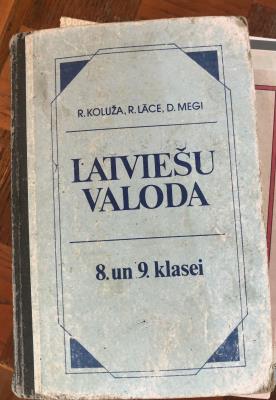 R. KOLUŽA, R. LĀCE, D. MEGI
LATVIEŠU
VALODA
8. un 9. klasei